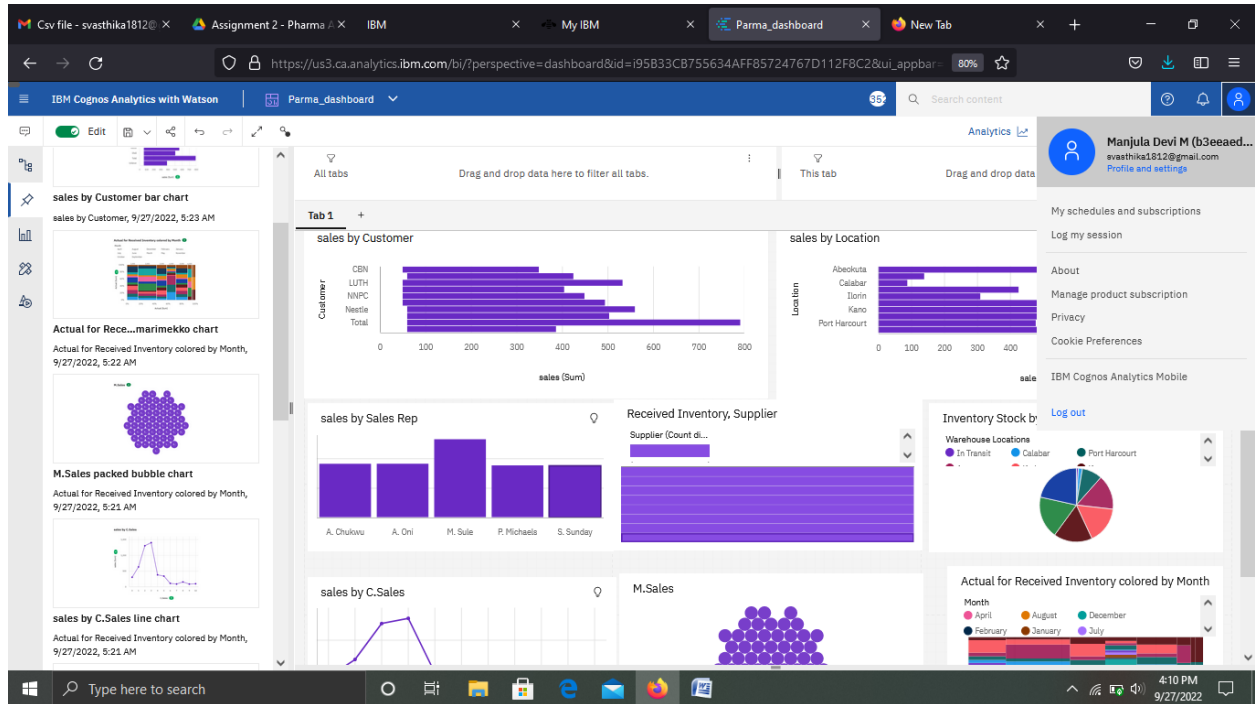 Csv file - svasthika1812@
Assignment 2 - Pharma A
IBM
My IBM
Parma_dashboard
New Tab
https://us3.ca.analytics.ibm.com/bi/?perspective=dashboard&id=i95B33CB755634AFF85724767D112F8C2&ui_appbar=
80%
IBM Cognos Analytics with Watson
Parma_dashboard
Search content
Edit
Analytics
Manjula Devi M (b3eeaed...
svasthika1812@gmail.com
Profile and settings
My schedules and subscriptions
Log my session
About
Manage product subscription
Privacy
Cookie Preferences
IBM Cognos Analytics Mobile
Log out
sales by Customer bar chart
sales by Customer, 9/27/2022, 5:23 AM
Actual for Rece...marimekko chart
Actual for Received Inventory colored by Month,
9/27/2022, 5:22 AM
M.Sales packed bubble chart
Actual for Received Inventory colored by Month,
9/27/2022, 5:21 AM
sales by C.Sales line chart
Actual for Received Inventory colored by Month,
9/27/2022, 5:21 AM
All tabs
Drag and drop data here to filter all tabs.
This tab
Drag and drop data
Tab 1
+
sales by Customer
Customer
CBN
LUTH
NNPC
Nestle
Total
0 100 200 300 400 500 600 700 800
sales (Sum)
sales by Location
Location
Abeokuta
Calabar
Ilorin
Kano
Port Harcourt
0 100 200 300 400
sale
sales by Sales Rep
A. Chukwu A. Oni M. Sule P. Michaels S. Sunday
Received Inventory, Supplier
Supplier (Count di...
Inventory Stock by
Warehouse Locations
In Transit Calabar Port Harcourt
sales by C.Sales
M.Sales
Actual for Received Inventory colored by Month
Month
April August December
February January July
Type here to search
4:10 PM
9/27/2022